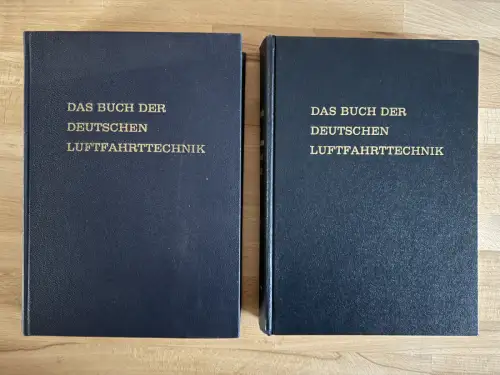 DAS BUCH DER
DEUTSCHEN
LUFTFAHRTTECHNIK
DAS BUCH DER
DEUTSCHEN
LUFTFAHRTTECHNIK